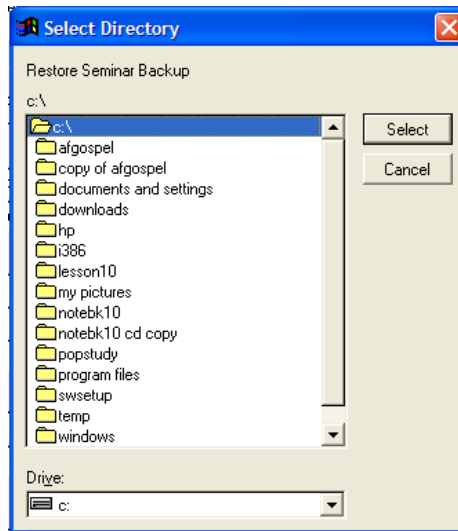 Select Directory
Restore Seminar Backup
c:\
c:\
afgospel
copy of afgospel
documents and settings
downloads
hp
i386
lesson10
my pictures
notebk10
notebk10 cd copy
popstudy
program files
swsetup
temp
windows
Select
Cancel
Drive:
c: